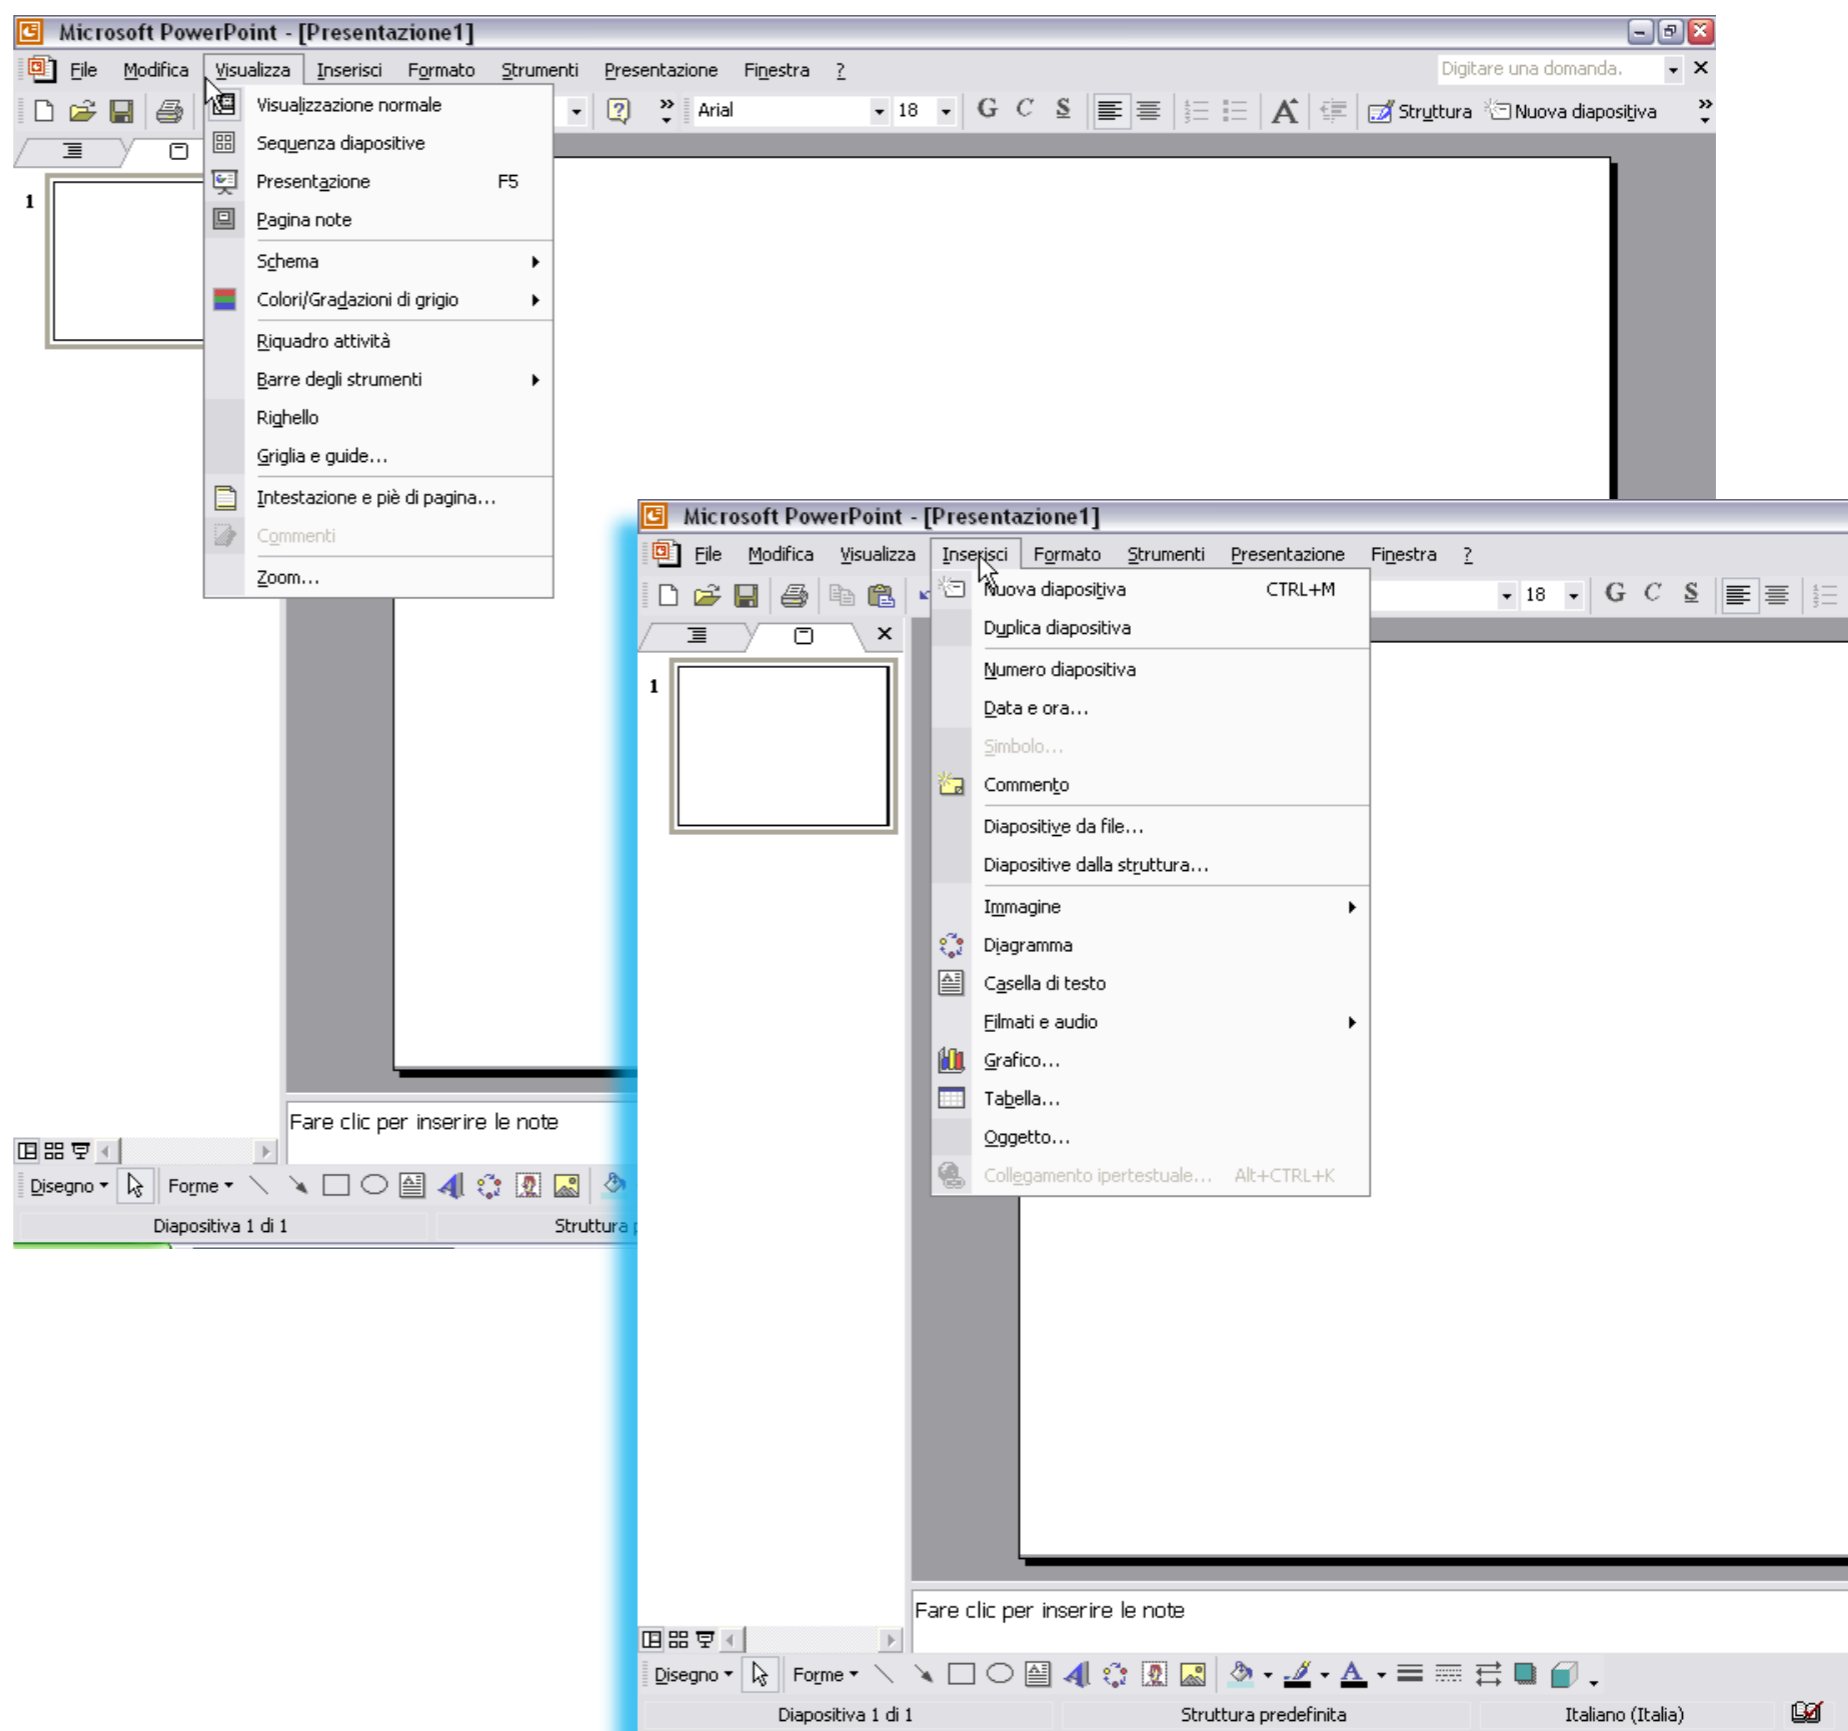 Microsoft PowerPoint - [Presentazione1]
File Modifica Visualizza Inserisci Formato Strumenti Presentazione Finestra ? Digitare una domanda.
Arial 18 G C S Struttura Nuova diapositiva
1
Visualizzazione normale
Sequenza diapositive
Presentazione F5
Pagina note
Schema
Colori/Gradazioni di grigio
Riquadro attività
Barre degli strumenti
Righello
Griglia e guide...
Intestazione e piè di pagina...
Commenti
Zoom...
Fare clic per inserire le note
Disegno Forme
Diapositiva 1 di 1 Struttura
Microsoft PowerPoint - [Presentazione1]
File Modifica Visualizza Inserisci Formato Strumenti Presentazione Finestra ?
18 G C S
1
Nuova diapositiva CTRL+M
Duplica diapositiva
Numero diapositiva
Data e ora...
Simbolo...
Commento
Diapositive da file...
Diapositive dalla struttura...
Immagine
Diagramma
Casella di testo
Filmati e audio
Grafico...
Tabella...
Oggetto...
Collegamento ipertestuale... Alt+CTRL+K
Fare clic per inserire le note
Disegno Forme
Diapositiva 1 di 1 Struttura predefinita Italiano (Italia)